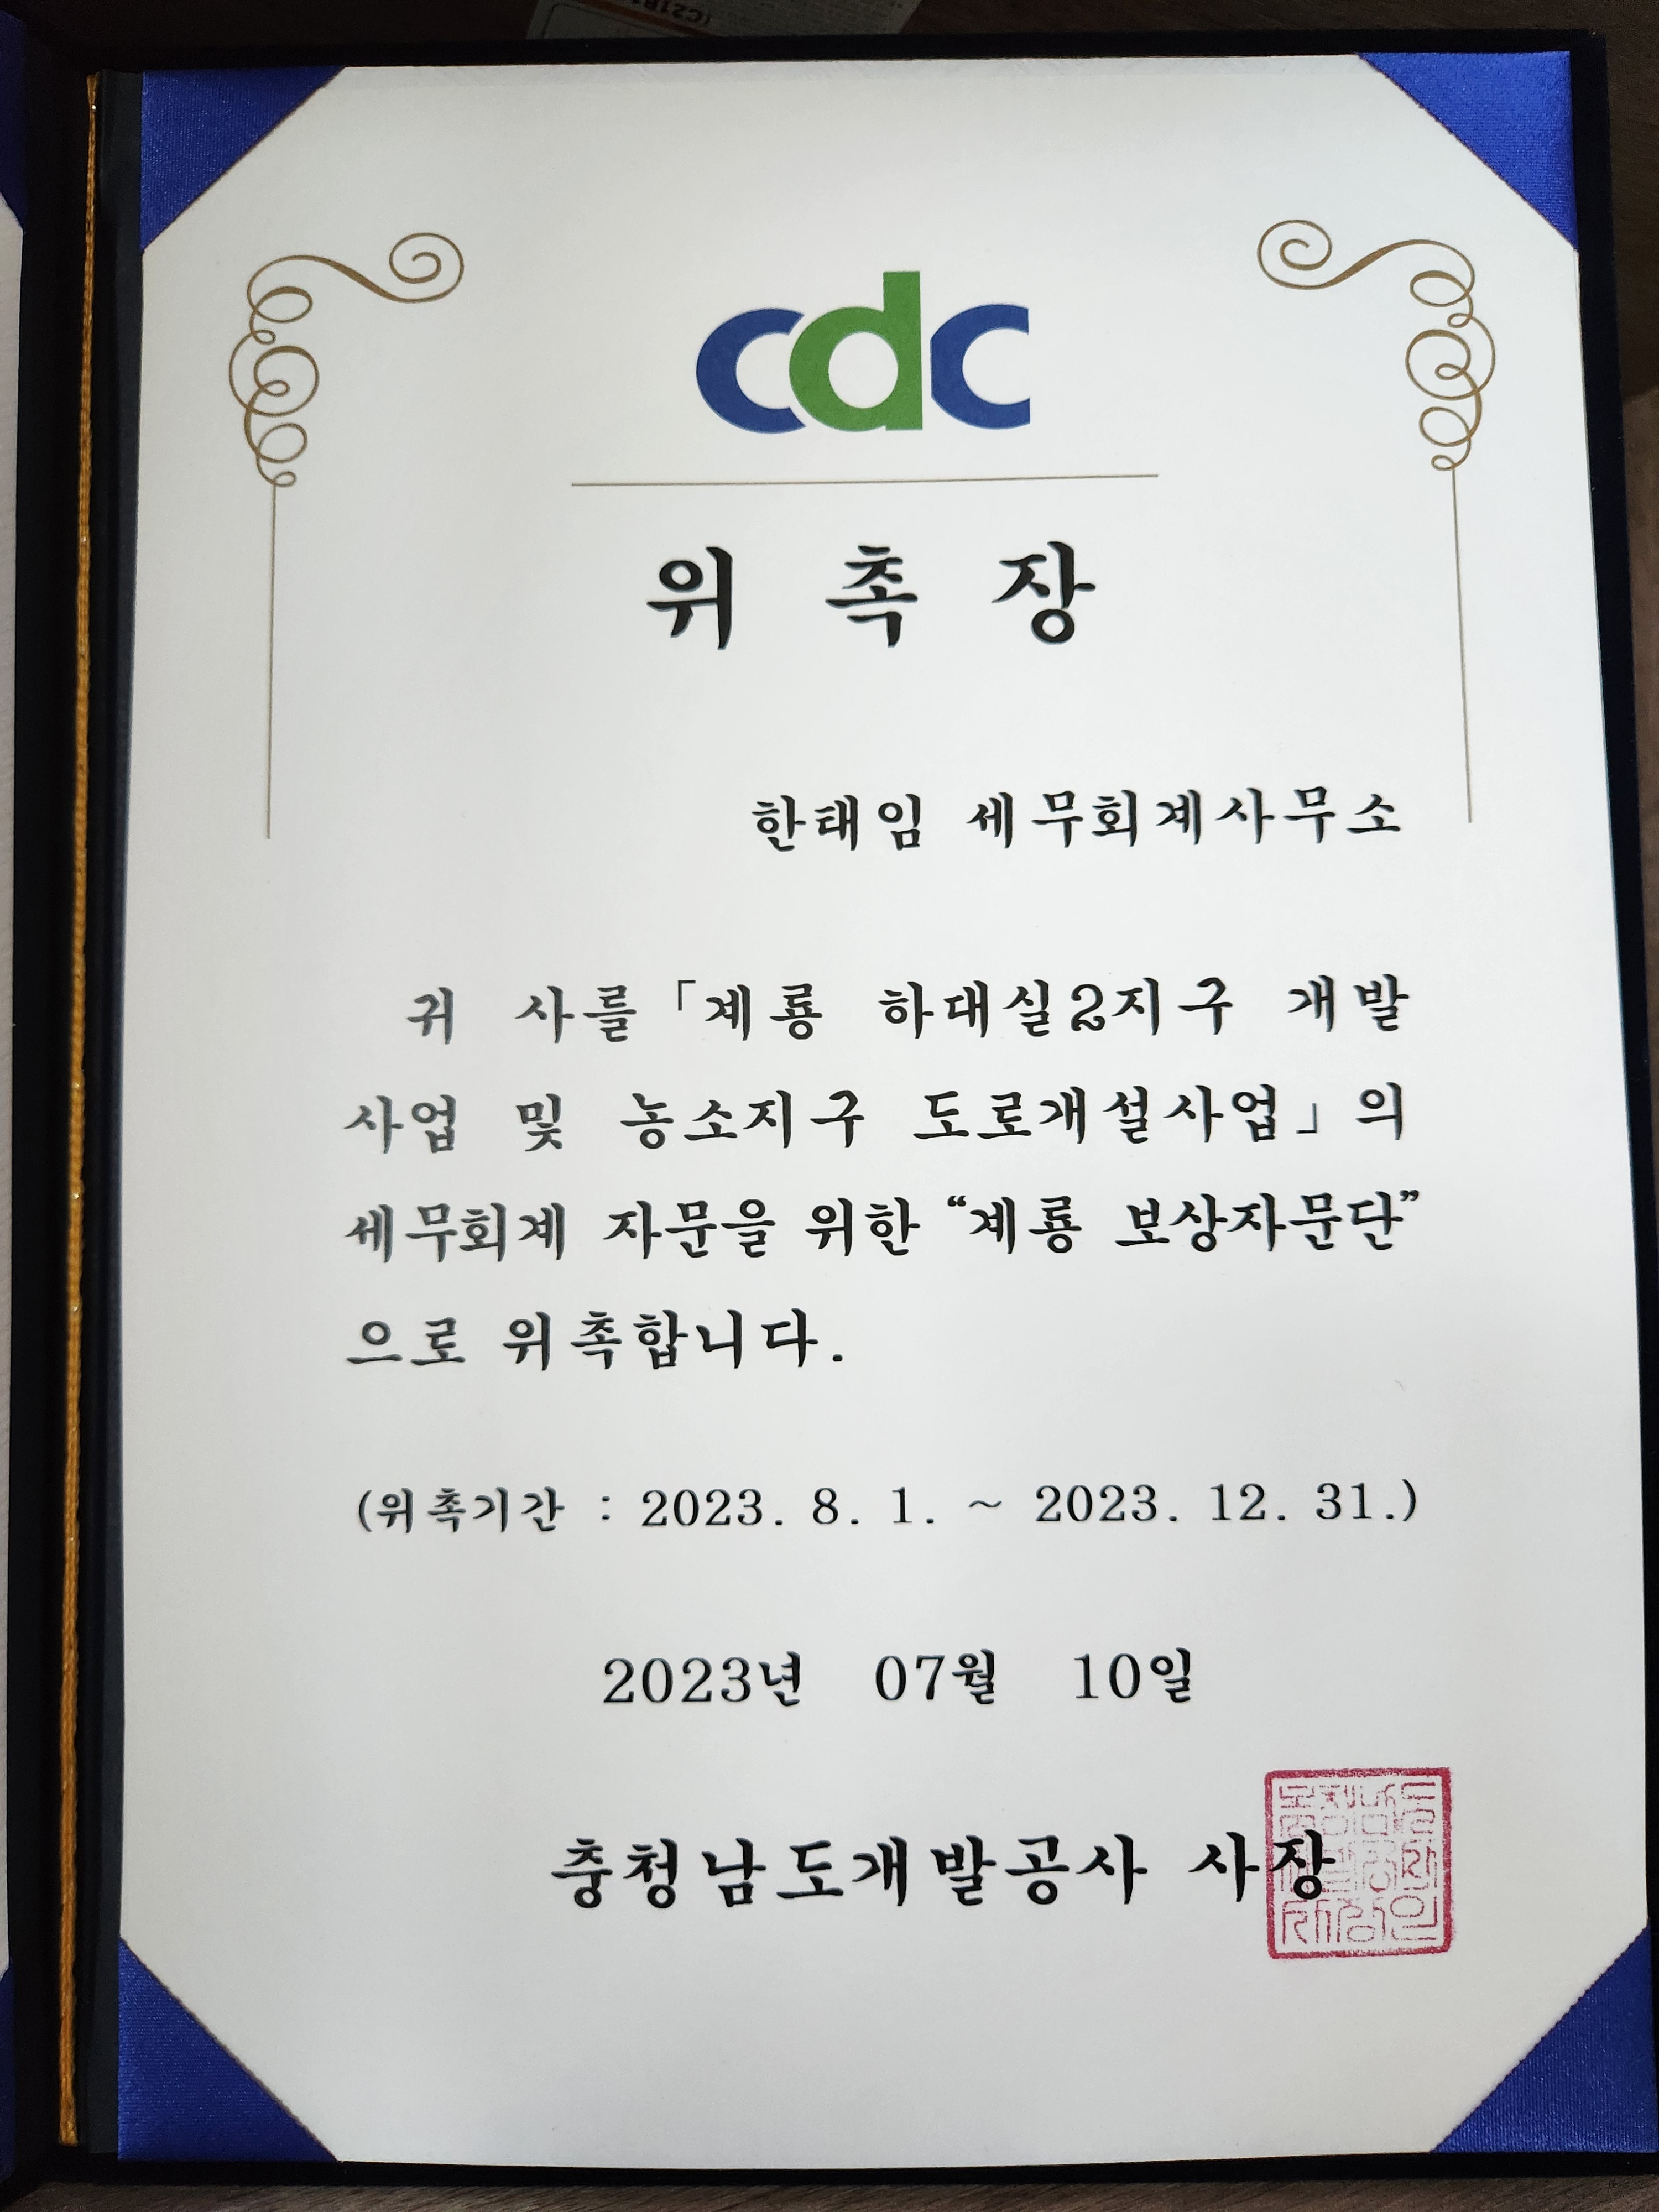 cdc
위 촉 장
한태임 세무회계사무소
귀 사를 「계룡 하대실2지구 개발
사업 및 농소지구 도로개설사업」의
세무회계 자문을 위한 “계룡 보상자문단”
으로 위촉합니다.
(위촉기간 : 2023. 8. 1. ~ 2023. 12. 31.)
2023년 07월 10일
충청남도개발공사 사장